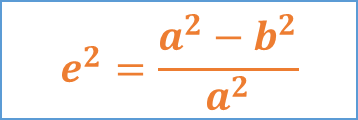 e² = (a² − b²) / a²